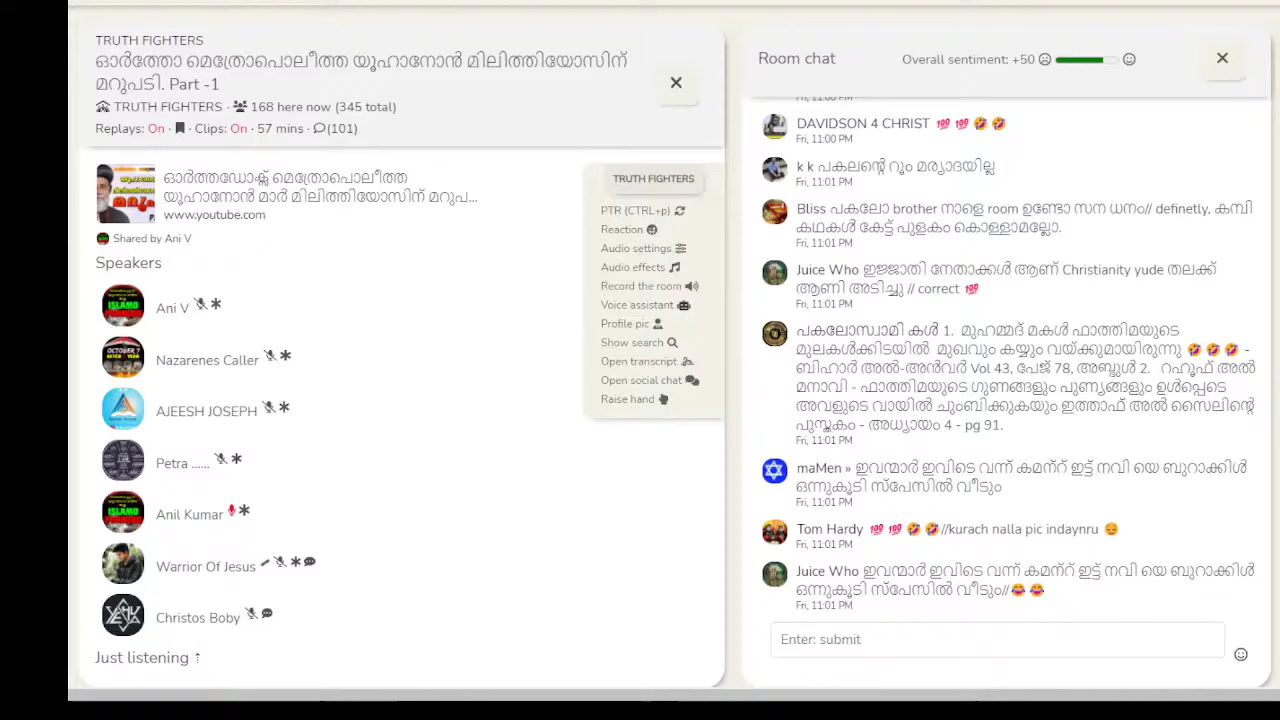 TRUTH FIGHTERS
ഓർത്തോ മെത്രോപൊലീത്ത യൂഹാനോൻ മിലിത്തിയോസിന്
മറുപടി. Part -1
TRUTH FIGHTERS · 168 here now (345 total)
Replays: On · Clips: On · 57 mins · (101)
ഓർത്തഡോക്സ് മെത്രോപൊലീത്ത
യൂഹാനോൻ മാർ മിലിത്തിയോസിന് മറുപ...
www.youtube.com
Shared by Ani V
Speakers
Ani V
Nazarenes Caller
AJEESH JOSEPH
Petra ......
Anil Kumar
Warrior Of Jesus
Christos Boby
Just listening ⇡
TRUTH FIGHTERS
PTR (CTRL+p)
Reaction
Audio settings
Audio effects
Record the room
Voice assistant
Profile pic
Show search
Open transcript
Open social chat
Raise hand
Room chat
Overall sentiment: +50
Fri, 11:00 PM
DAVIDSON 4 CHRIST 💯 💯 🤣 🤣
Fri, 11:00 PM
k k പകലന്റെ റൂം മര്യാദയില്ല
Fri, 11:01 PM
Bliss പകലോ brother നാളെ room ഉണ്ടോ സന ധനം// definetly, കമ്പി
കഥകൾ കേട്ട് പുളകം കൊള്ളാമല്ലോ.
Fri, 11:01 PM
Juice Who ഇജ്ജാതി നേതാക്കൾ ആണ് Christianity yude തലക്ക്
ആണി അടിച്ചു // correct 💯
Fri, 11:01 PM
പകലോസ്വാമി കൾ 1. മുഹമ്മദ് മകൾ ഫാത്തിമയുടെ
മുലകൾക്കിടയിൽ മുഖവും കയ്യും വയ്ക്കുമായിരുന്നു 🤣 🤣 🤣 -
ബിഹാർ അൽ-അൻവർ Vol 43, പേജ് 78, അബ്ദുൾ 2. റഹൂഫ് അൽ
മനാവി - ഫാത്തിമയുടെ ഗുണങ്ങളും പുണ്യങ്ങളും ഉൾപ്പെടെ
അവളുടെ വായിൽ ചുംബിക്കുകയും ഇത്താഫ് അൽ സൈലിന്റെ
പുസ്തകം - അധ്യായം 4 - pg 91.
Fri, 11:01 PM
maMen » ഇവന്മാർ ഇവിടെ വന്ന് കമന്റ് ഇട്ട് നവി യെ ബുറാക്കിൾ
ഒന്നുകൂടി സ്പേസിൽ വീടും
Fri, 11:01 PM
Tom Hardy 💯 💯 🤣 🤣//kurach nalla pic indaynru 😊
Fri, 11:01 PM
Juice Who ഇവന്മാർ ഇവിടെ വന്ന് കമന്റ് ഇട്ട് നവി യെ ബുറാക്കിൾ
ഒന്നുകൂടി സ്പേസിൽ വീടും//😂 😂
Fri, 11:01 PM
Enter: submit